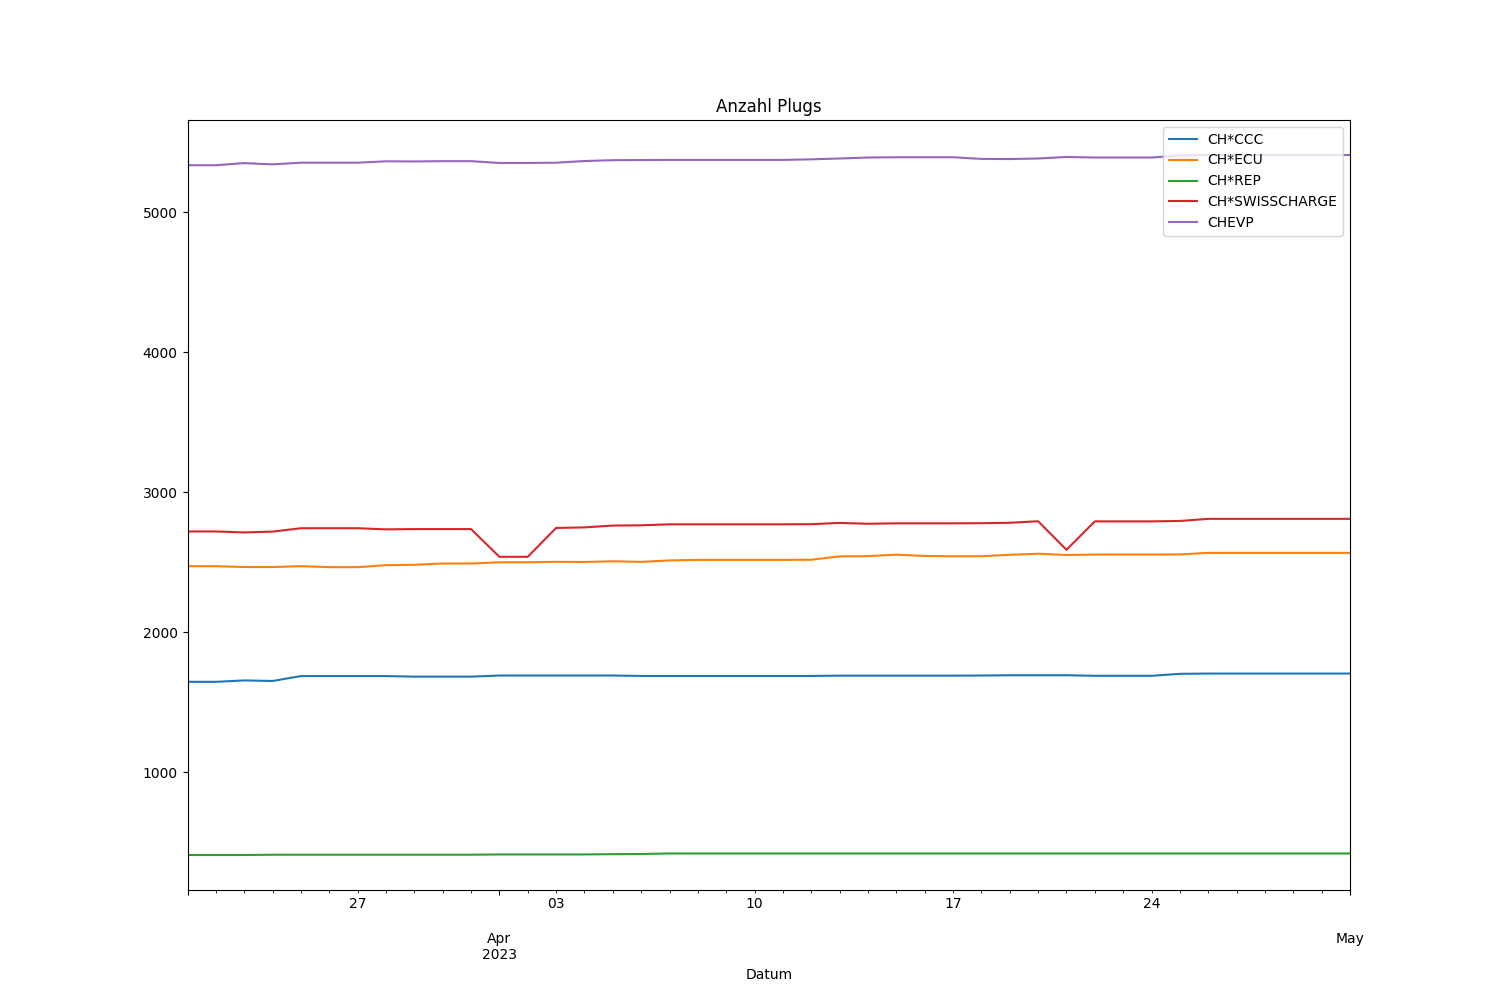 Anzahl Plugs
CH*CCC
CH*ECU
CH*REP
CH*SWISSCHARGE
CHEVP
5000
4000
3000
2000
1000
27 03 10 17 24
Apr May
2023
Datum